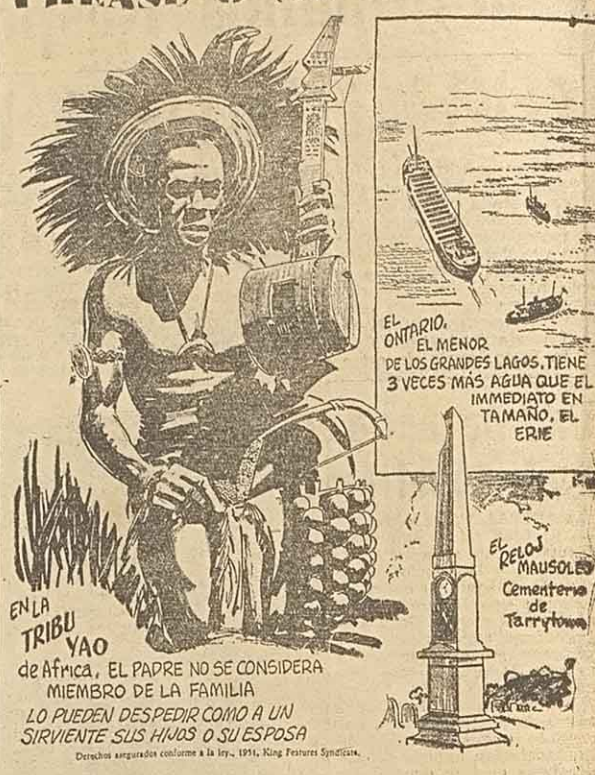 EL
ONTARIO,
EL MENOR
DE LOS GRANDES LAGOS, TIENE
3 VECES MÁS AGUA QUE EL
IMMEDIATO EN
TAMAÑO, EL
ERIE
EL
RELOJ
MAUSOLEO
Cementerio
de
Tarrytown
EN LA
TRIBU
YAO
de Africa, EL PADRE NO SE CONSIDERA
MIEMBRO DE LA FAMILIA
LO PUEDEN DESPEDIR COMO A UN
SIRVIENTE SUS HIJOS O SU ESPOSA
Derechos asegurados conforme a la ley., 1951, King Features Syndicate.